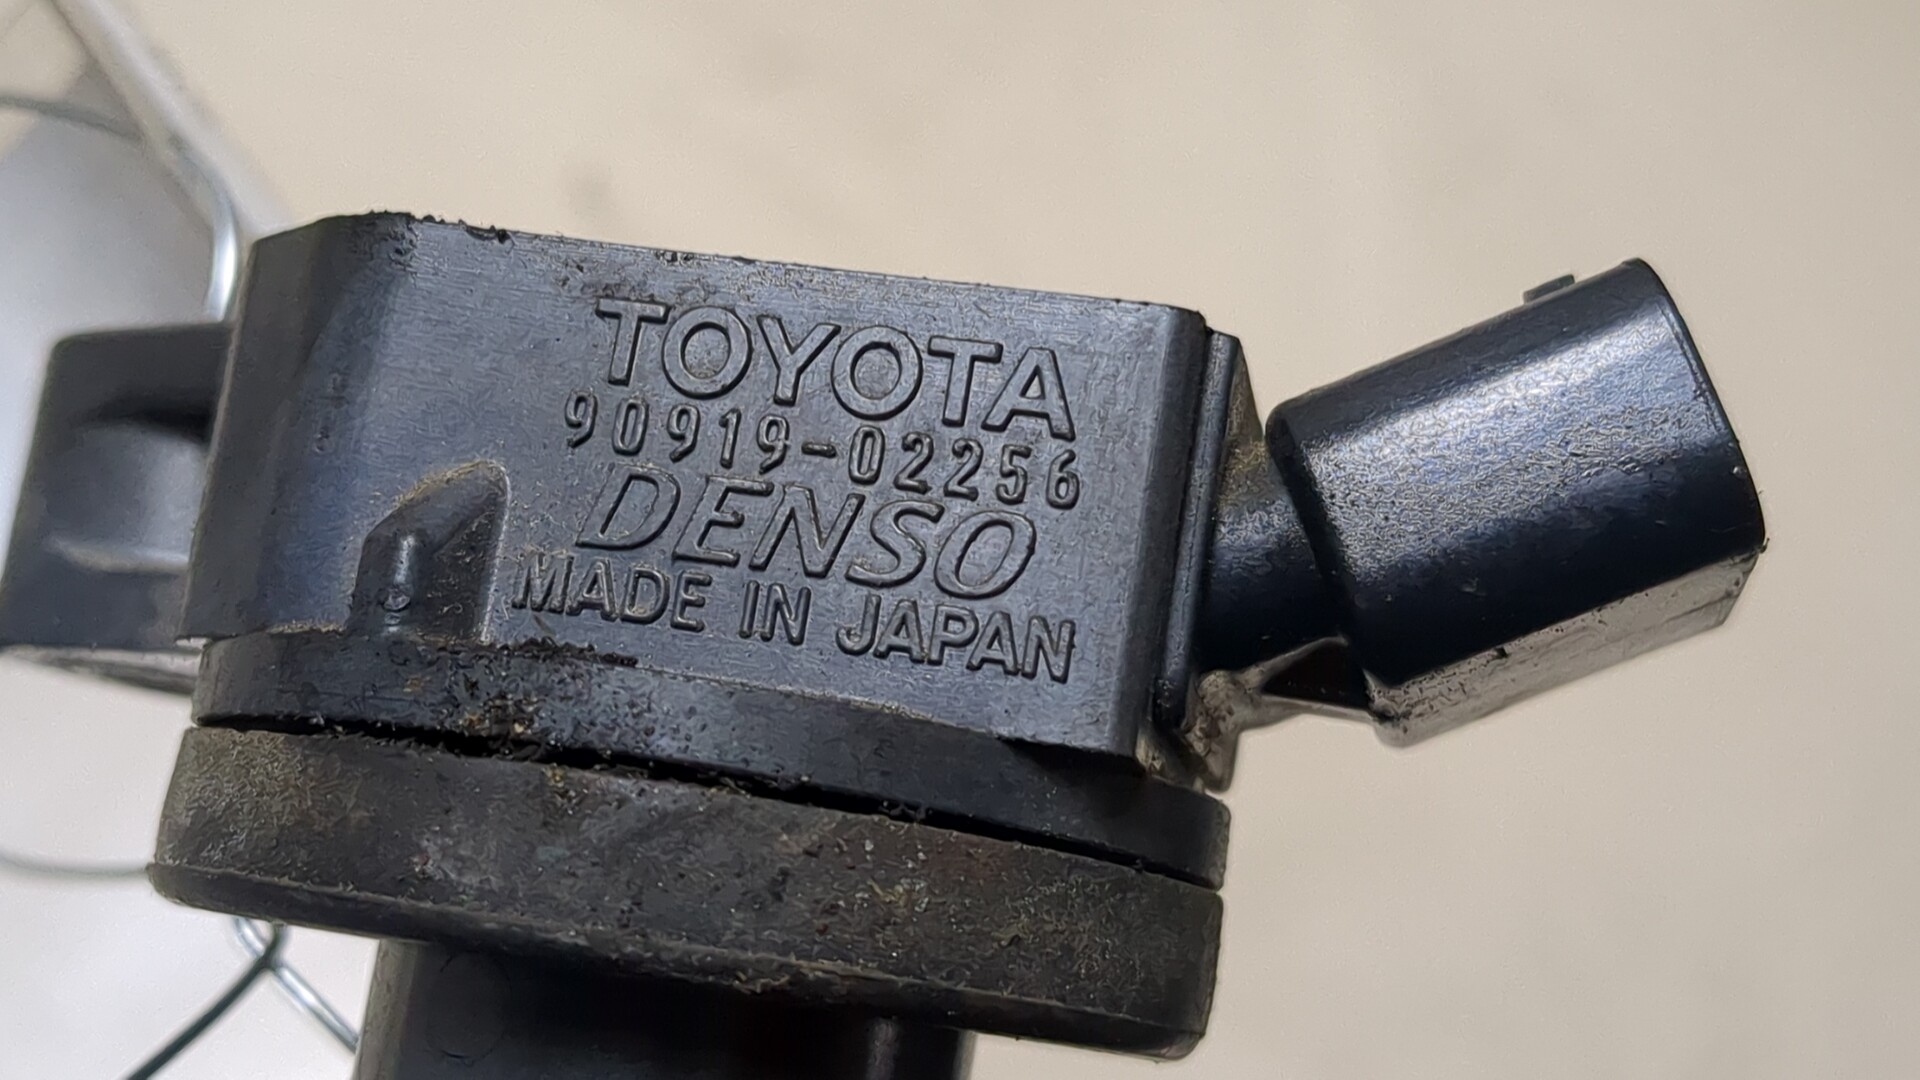 TOYOTA
90919-02256
DENSO
MADE IN JAPAN